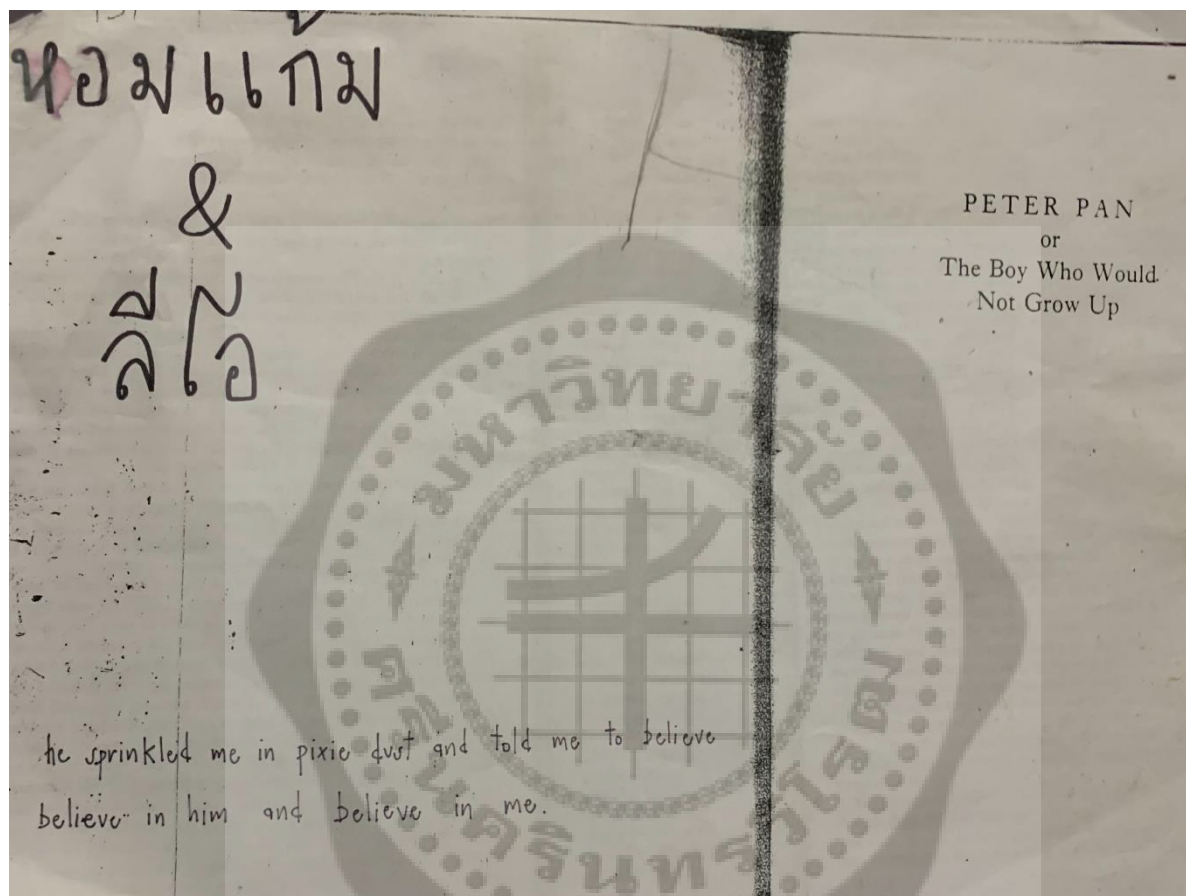 หอมแก้ม
&
ลีโอ
he sprinkled me in pixie dust and told me to believe
believe in him and believe in me.
PETER PAN
or
The Boy Who Would
Not Grow Up
มหาวิทยาลัย
ศรีนครินทรวิโรฒ